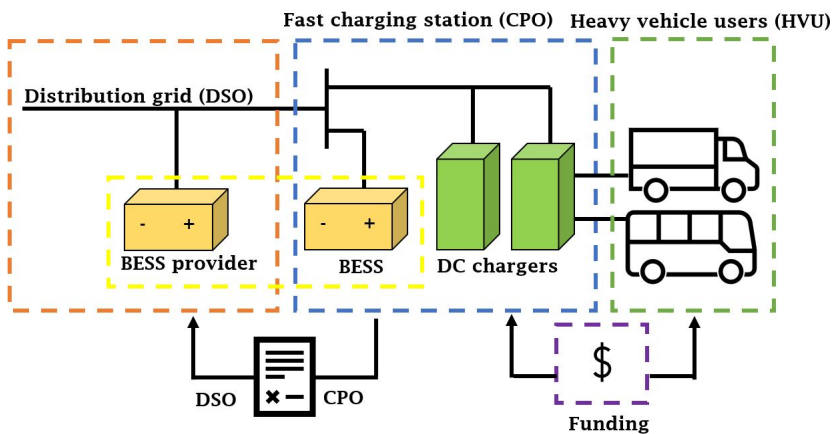 Fast charging station (CPO)
Heavy vehicle users (HVU)
Distribution grid (DSO)
- +
- +
BESS provider
BESS
DC chargers
DSO
CPO
$
Funding